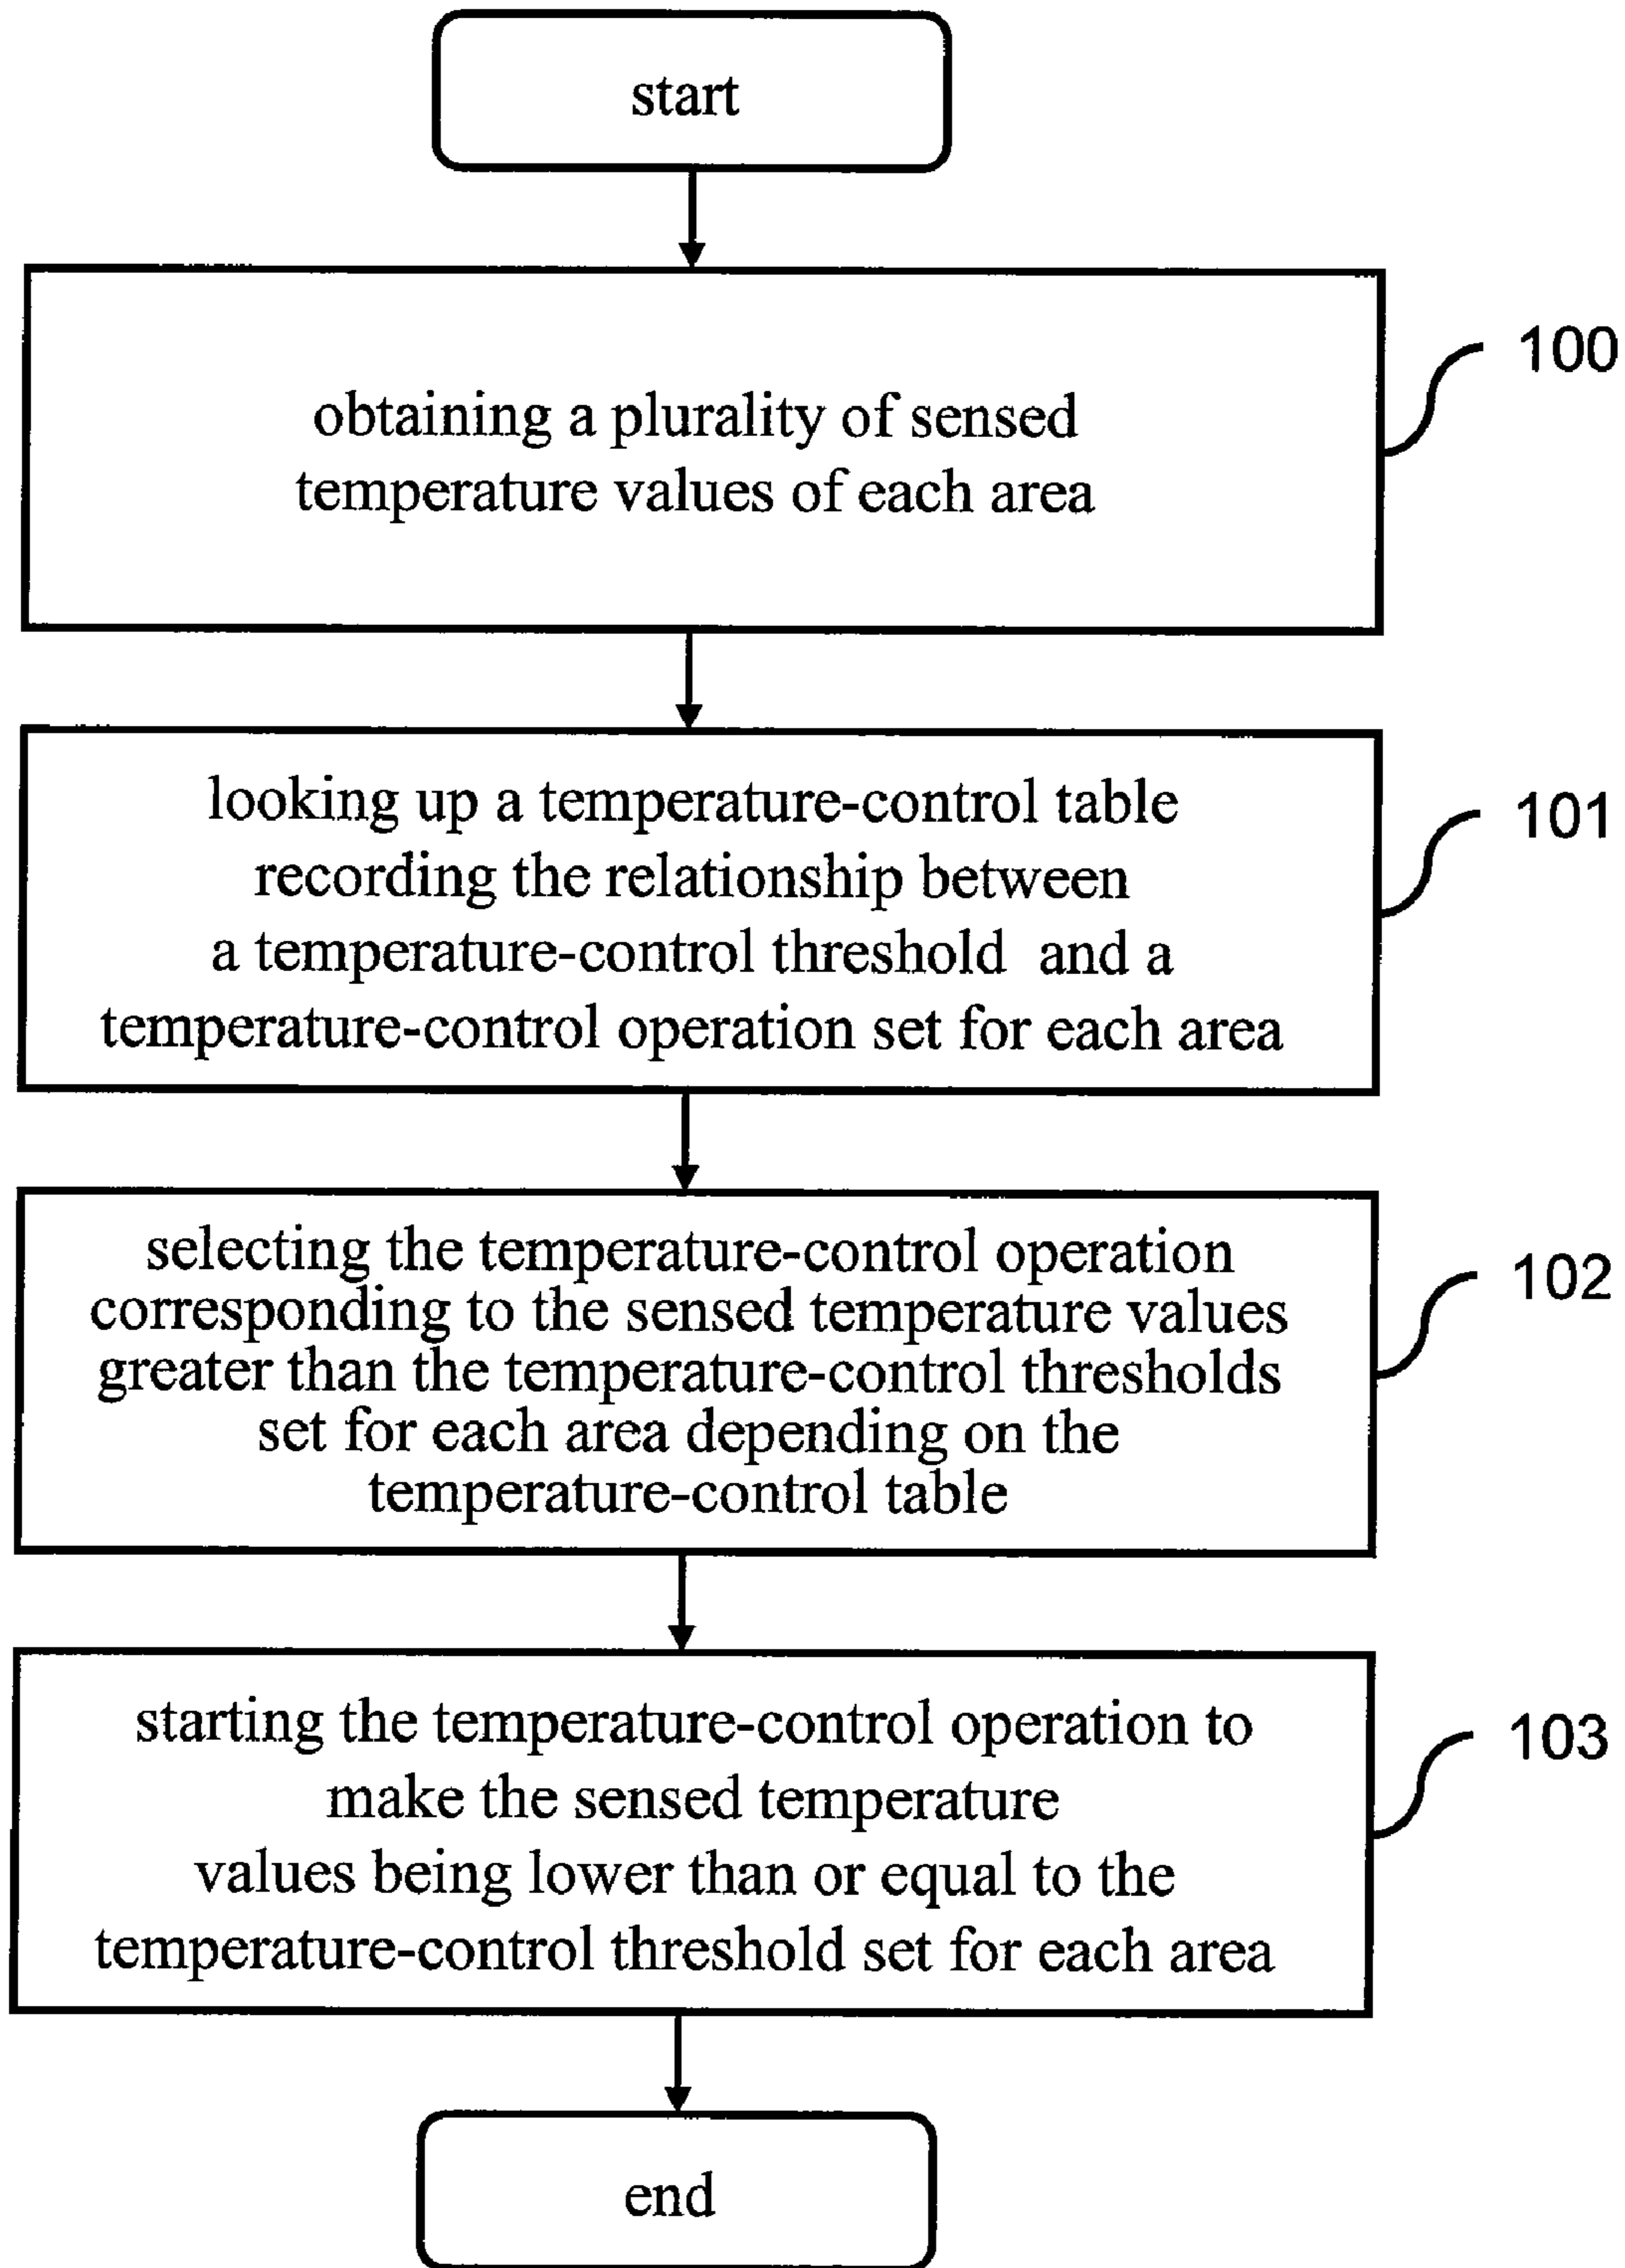 start
obtaining a plurality of sensed
temperature values of each area
100
looking up a temperature-control table
recording the relationship between
a temperature-control threshold and a
temperature-control operation set for each area
101
selecting the temperature-control operation
corresponding to the sensed temperature values
greater than the temperature-control thresholds
set for each area depending on the
temperature-control table
102
starting the temperature-control operation to
make the sensed temperature
values being lower than or equal to the
temperature-control threshold set for each area
103
end